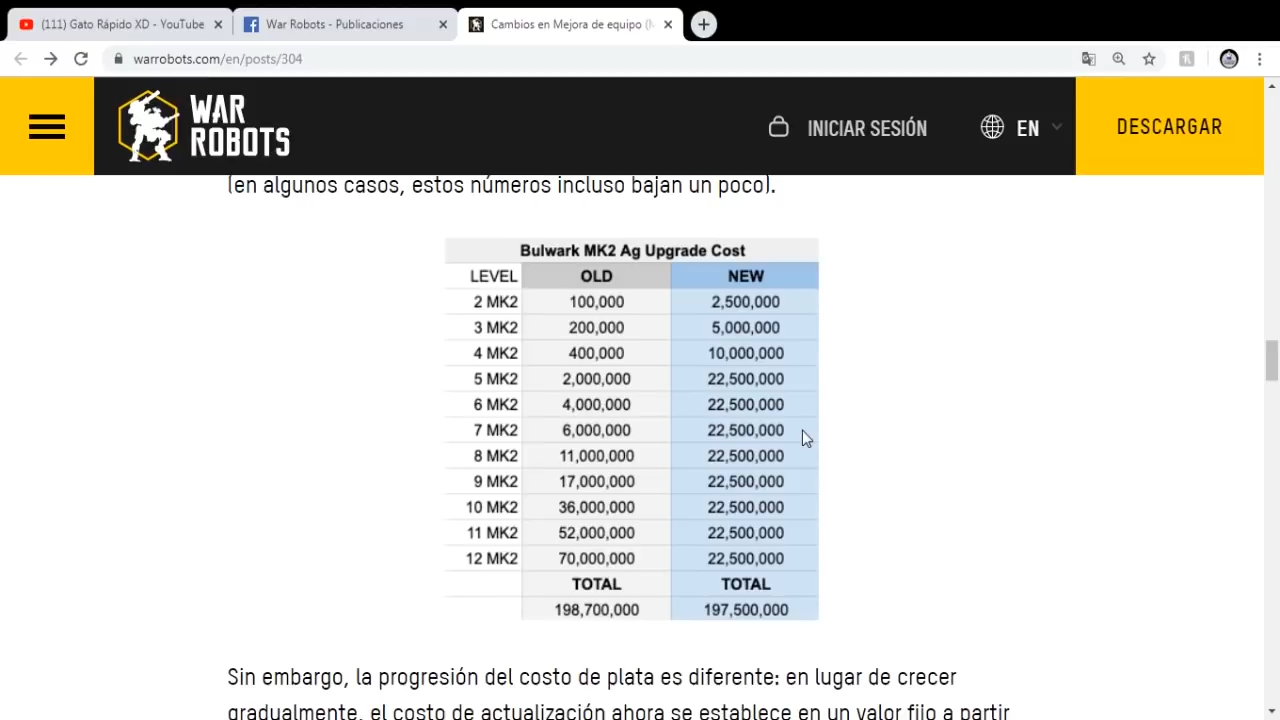 (111) Gato Rápido XD - YouTube
War Robots - Publicaciones
Cambios en Mejora de equipo
warrobots.com/en/posts/304
WAR ROBOTS
INICIAR SESIÓN
EN
DESCARGAR
(en algunos casos, estos números incluso bajan un poco).
Bulwark MK2 Ag Upgrade Cost
LEVEL OLD NEW
2 MK2 100,000 2,500,000
3 MK2 200,000 5,000,000
4 MK2 400,000 10,000,000
5 MK2 2,000,000 22,500,000
6 MK2 4,000,000 22,500,000
7 MK2 6,000,000 22,500,000
8 MK2 11,000,000 22,500,000
9 MK2 17,000,000 22,500,000
10 MK2 36,000,000 22,500,000
11 MK2 52,000,000 22,500,000
12 MK2 70,000,000 22,500,000
TOTAL TOTAL
198,700,000 197,500,000
Sin embargo, la progresión del costo de plata es diferente: en lugar de crecer
gradualmente, el costo de actualización ahora se establece en un valor fijo a partir